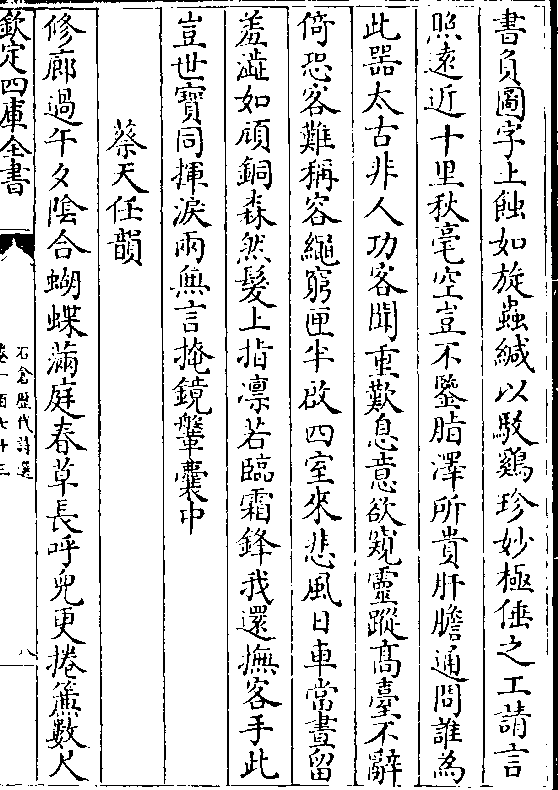 書負圖字上蝕如旋蟲緘以駮鷄珍妙極倕之工請言
照遠近十里秋毫空豈不鑒脂澤所貴肝膽通問誰為
此器太古非人功客聞重歎息意欲窺靈蹤髙臺不辭
倚恐客難稱容繩窮匣半啟四室來悲風日車當晝留
羞澁如頑銅森然髮上指凛若臨霜鋒我還撫客手此
豈世寶同揮淚兩無言掩鏡鞶囊中
蔡天任韻
修廊過午夕陰合蝴蝶滿庭春草長呼兒更捲簾數尺
欽定四庫全書
石倉歴代詩選
卷一百七十三
八